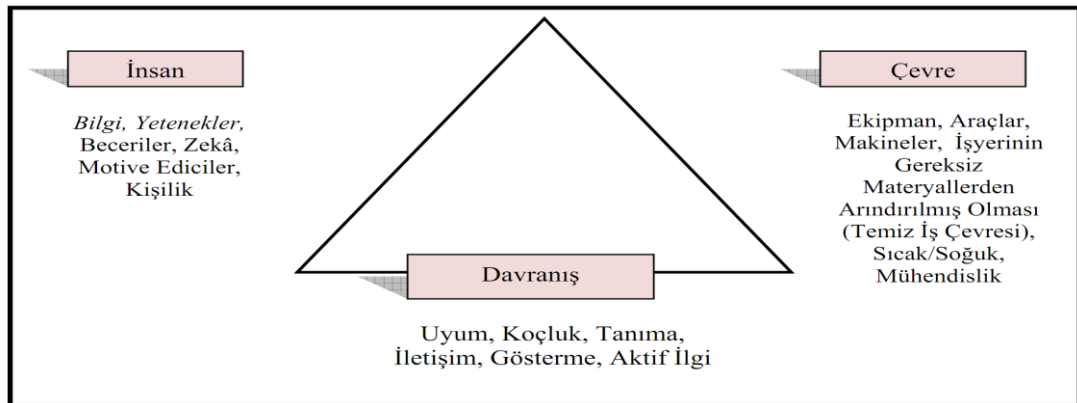 İnsan
Bilgi, Yetenekler,
Beceriler, Zekâ,
Motive Ediciler,
Kişilik
Çevre
Ekipman, Araçlar,
Makineler, İşyerinin
Gereksiz
Materyallerden
Arındırılmış Olması
(Temiz İş Çevresi),
Sıcak/Soğuk,
Mühendislik
Davranış
Uyum, Koçluk, Tanıma,
İletişim, Gösterme, Aktif İlgi